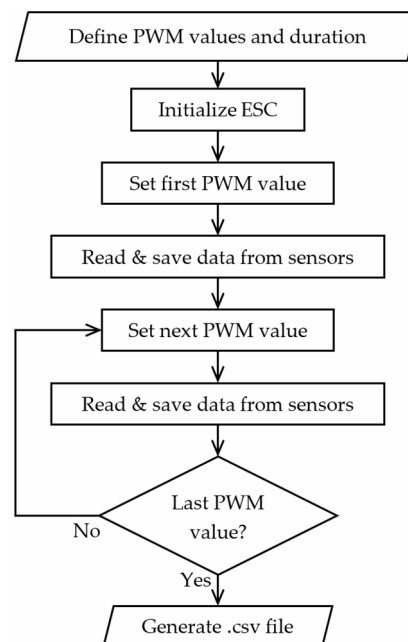 Define PWM values and duration
Initialize ESC
Set first PWM value
Read & save data from sensors
Set next PWM value
Read & save data from sensors
Last PWM
value?
No
Yes
Generate .csv file